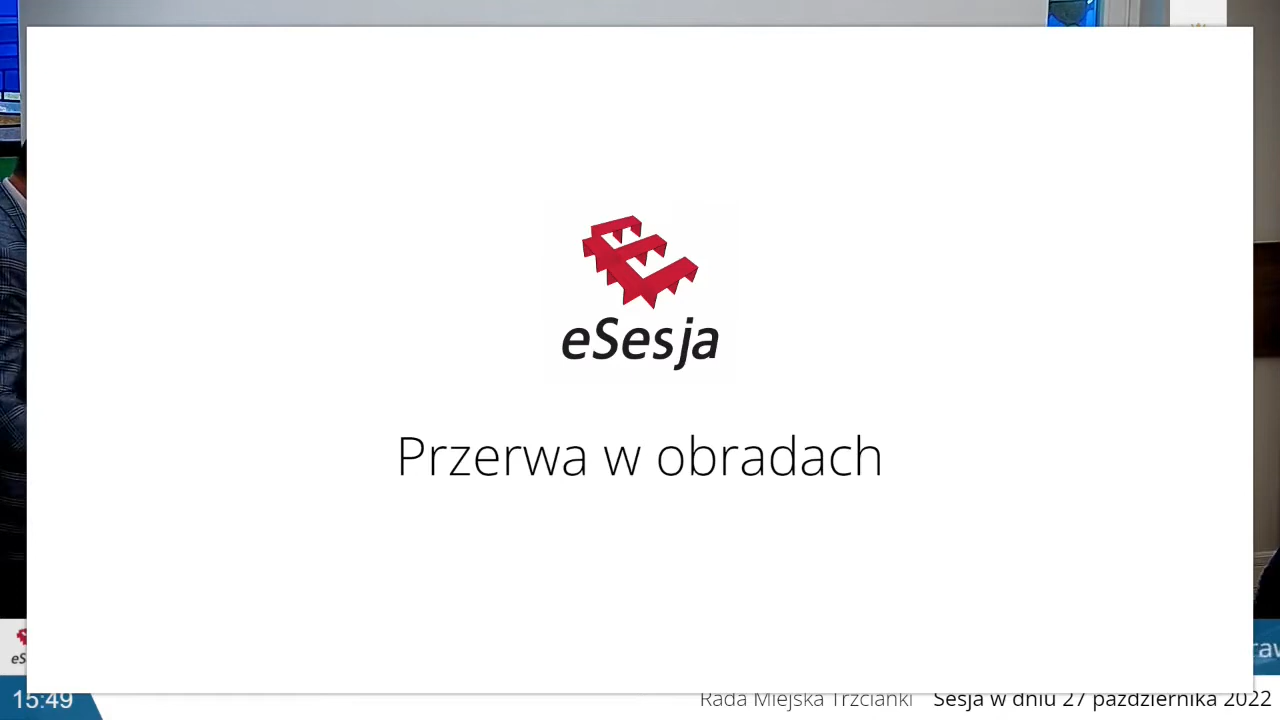 eSesja
Przerwa w obradach
15:49
Rada Miejska Trzcianki Sesja w dniu 27 października 2022